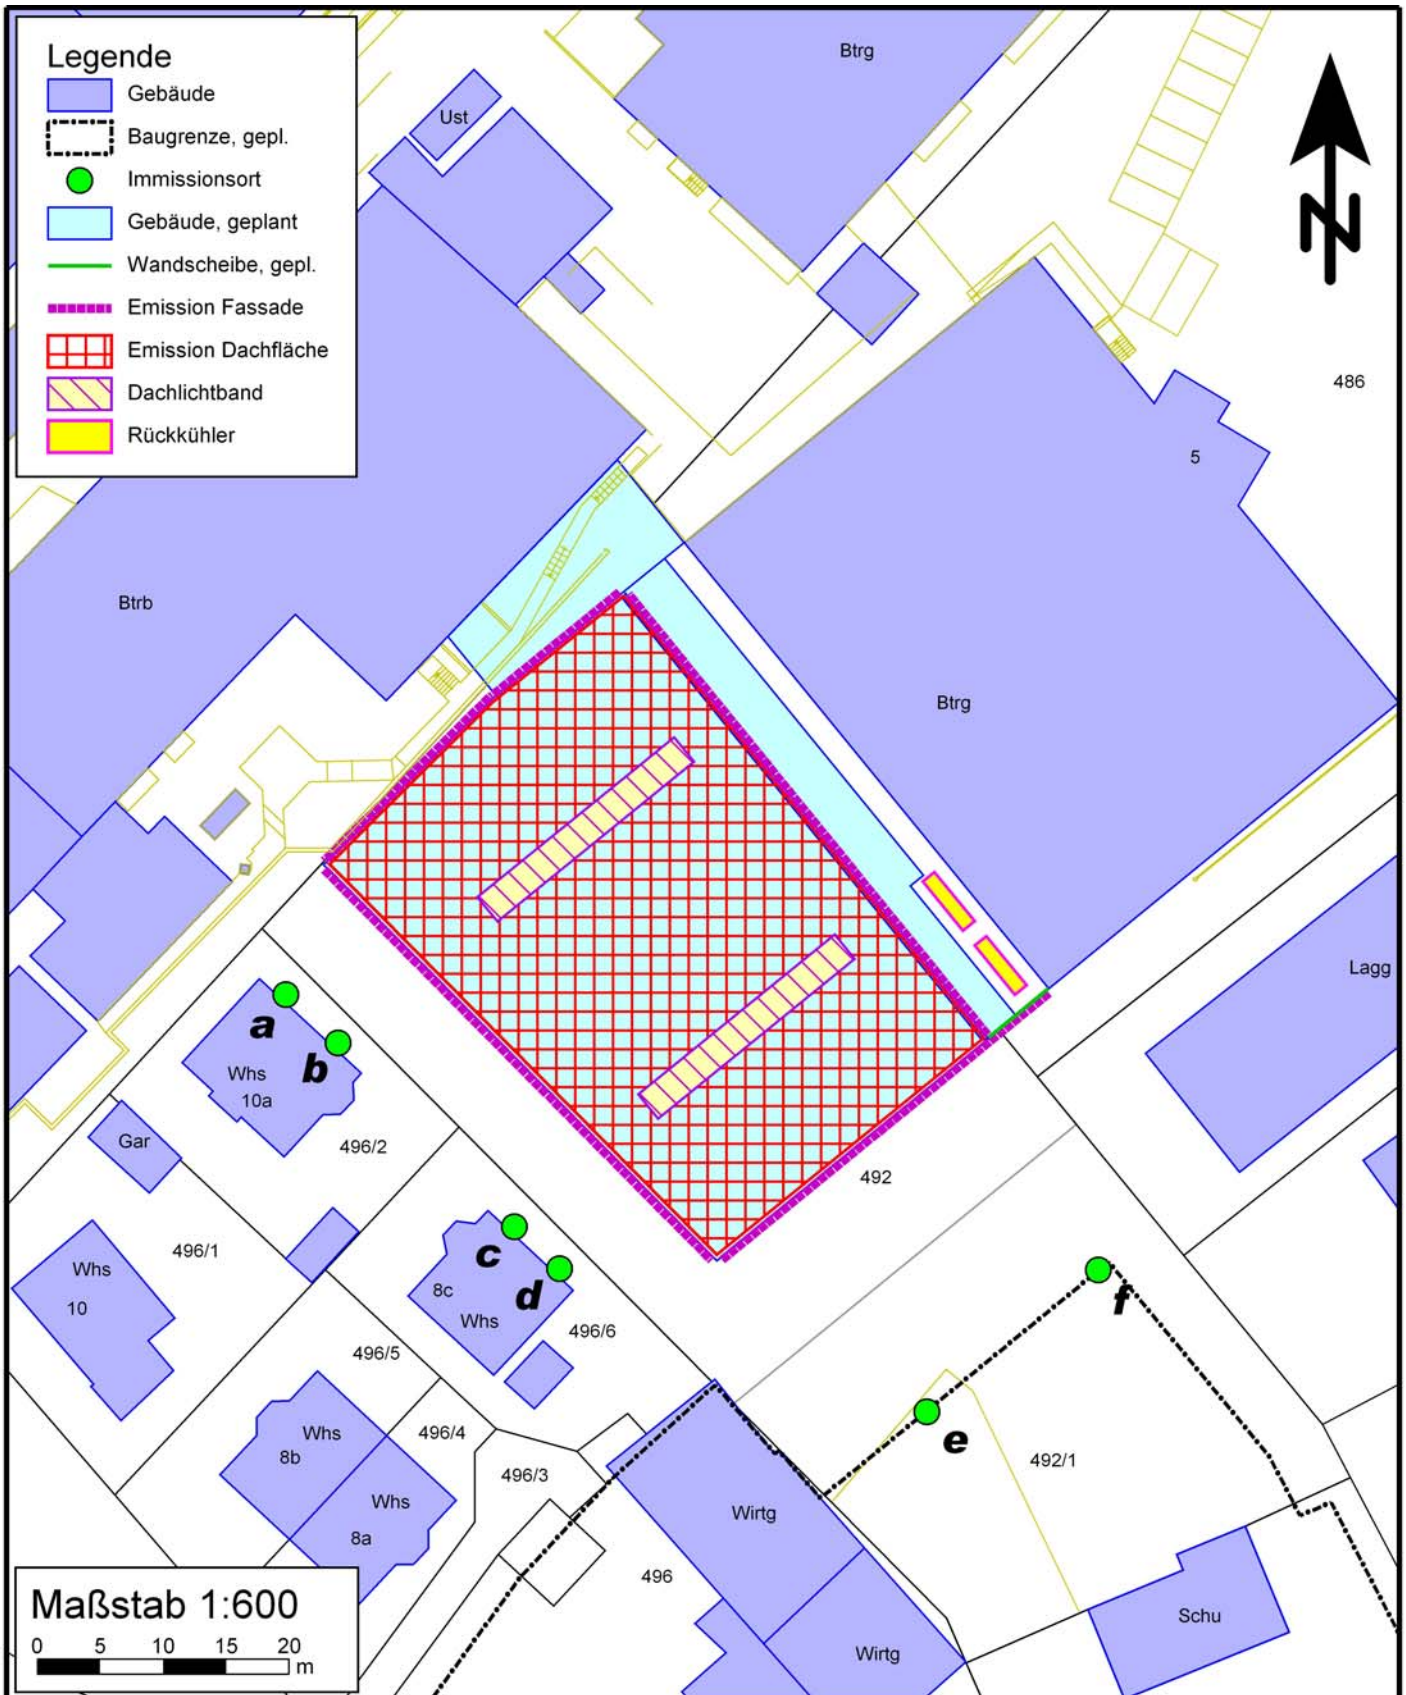 Legende
Gebäude
Baugrenze, gepl.
Immissionsort
Gebäude, geplant
Wandscheibe, gepl.
Emission Fassade
Emission Dachfläche
Dachlichtband
Rückkühler
Btrg
Ust
N
486
5
Btrb
Btrg
Lagg
a
b
Whs
10a
Gar
496/2
492
496/1
Whs
10
c
d
8c
Whs
496/6
f
496/5
e
Whs
8b
496/4
492/1
496/3
Whs
8a
Wirtg
496
Schu
Wirtg
Maßstab 1:600
0 5 10 15 20
m